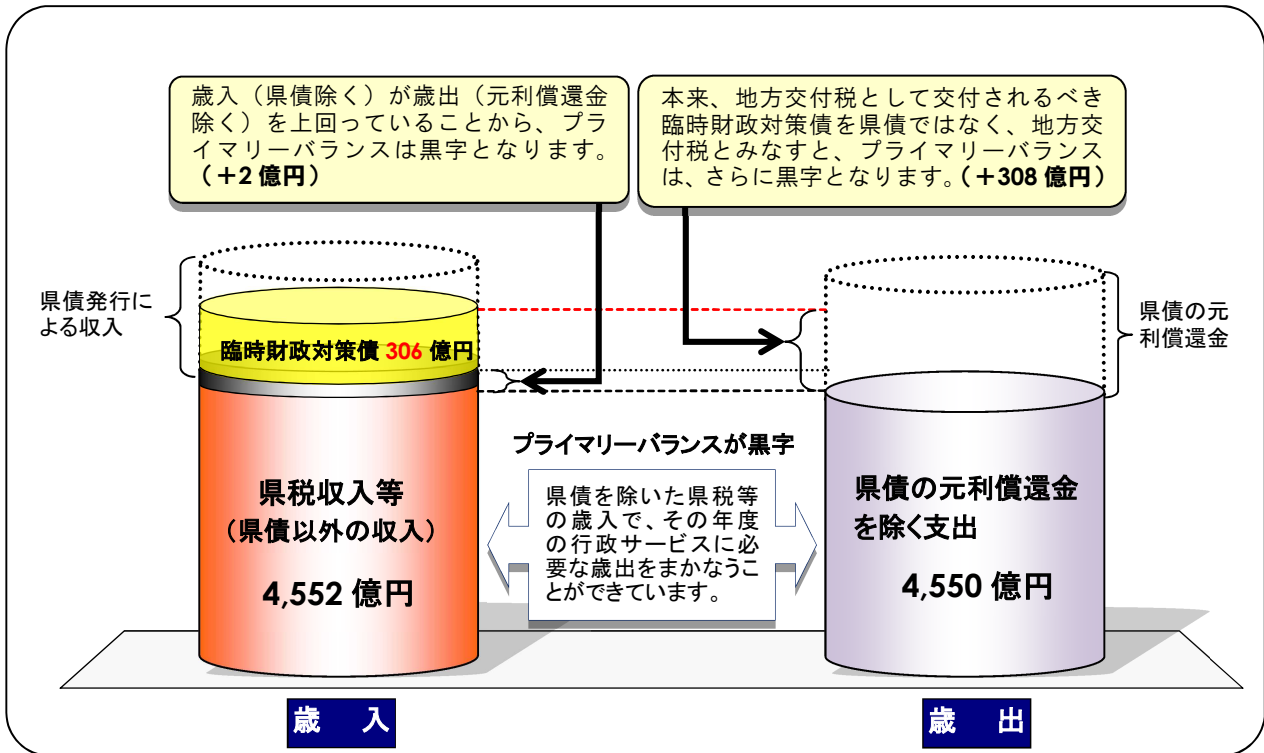 歳入（県債除く）が歳出（元利償還金
除く）を上回っていることから、プラ
イマリーバランスは黒字となります。
（＋2 億円）
本来、地方交付税として交付されるべき
臨時財政対策債を県債ではなく、地方交
付税とみなすと、プライマリーバランス
は、さらに黒字となります。（＋308 億円）
県債発行に
よる収入
臨時財政対策債 306 億円
県債の元
利償還金
プライマリーバランスが黒字
県税収入等
（県債以外の収入）
4,552 億円
県債を除いた県税等
の歳入で、その年度
の行政サービスに必
要な歳出をまかなうこ
とができています。
県債の元利償還金
を除く支出
4,550 億円
歳　入
歳　出